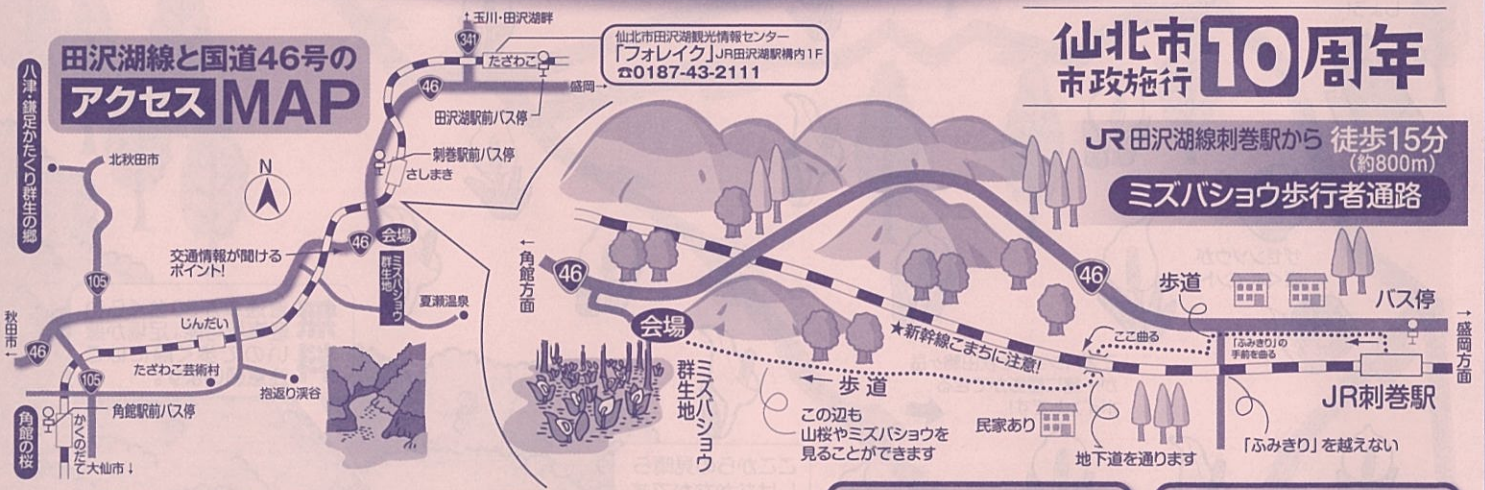 田沢湖線と国道46号の
アクセスMAP
八津・鎌足かたくり群生の郷
北秋田市
N
交通情報が聞ける
ポイント!
105
秋田市
←
46
じんだい
たざわこ芸術村
抱返り渓谷
105
角館駅前バス停
かくのだて
角館の桜
大仙市↓
↑玉川・田沢湖畔
341
たざわこ
46
盛岡→
田沢湖駅前バス停
刺巻駅前バス停
さしまき
46
会場
ミズバショウ
群生地
夏瀬温泉
仙北市田沢湖観光情報センター
「フォレイク」JR田沢湖駅構内1F
☎0187-43-2111
仙北市
市政施行
10周年
JR田沢湖線刺巻駅から 徒歩15分
(約800m)
ミズバショウ歩行者通路
←角館方面
46
会場
ミズバショウ
群生地
46
★新幹線こまちに注意!
← 歩道
この辺も
山桜やミズバショウを
見ることができます
民家あり
ここ曲る
地下道を通ります
歩道
「ふみきり」の
手前を曲る
バス停
→盛岡方面
JR刺巻駅
「ふみきり」を越えない